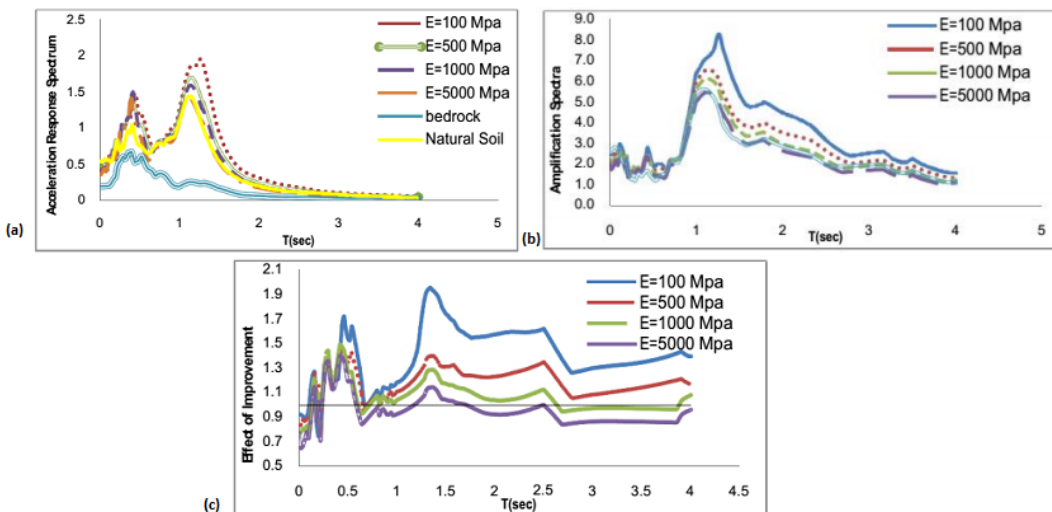 (a)
Acceleration Response Spectrum
2.5
2
1.5
1
0.5
0
0 1 2 3 4 5
T(sec)
E=100 Mpa
E=500 Mpa
E=1000 Mpa
E=5000 Mpa
bedrock
Natural Soil
(b)
Amplification Spectra
9.0
8.0
7.0
6.0
5.0
4.0
3.0
2.0
1.0
0.0
0 1 2 3 4 5
T(sec)
E=100 Mpa
E=500 Mpa
E=1000 Mpa
E=5000 Mpa
(c)
Effect of Improvement
2.1
1.9
1.7
1.5
1.3
1.1
0.9
0.7
0.5
0 0.5 1 1.5 2 2.5 3 3.5 4 4.5
T(sec)
E=100 Mpa
E=500 Mpa
E=1000 Mpa
E=5000 Mpa